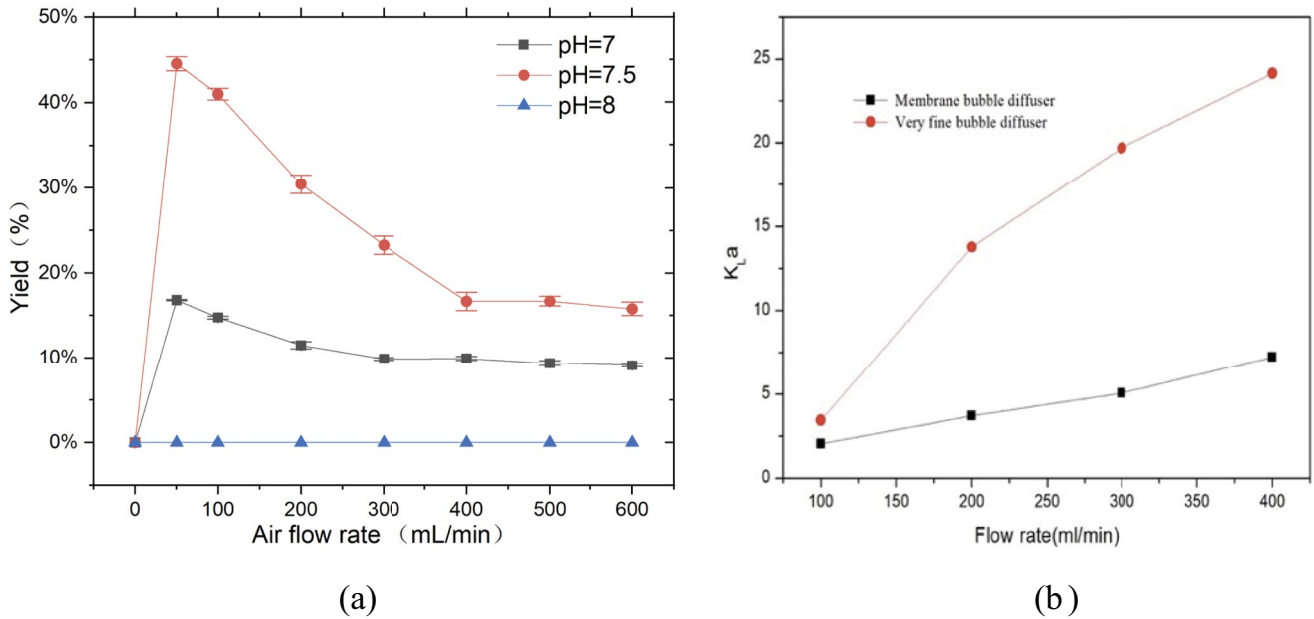 50%
40%
30%
20%
10%
0%
Yield（%）
pH=7
pH=7.5
pH=8
0 100 200 300 400 500 600
Air flow rate （mL/min）
(a)
25
20
15
10
5
0
KLa
Membrane bubble diffuser
Very fine bubble diffuser
100 150 200 250 300 350 400
Flow rate(ml/min)
(b)